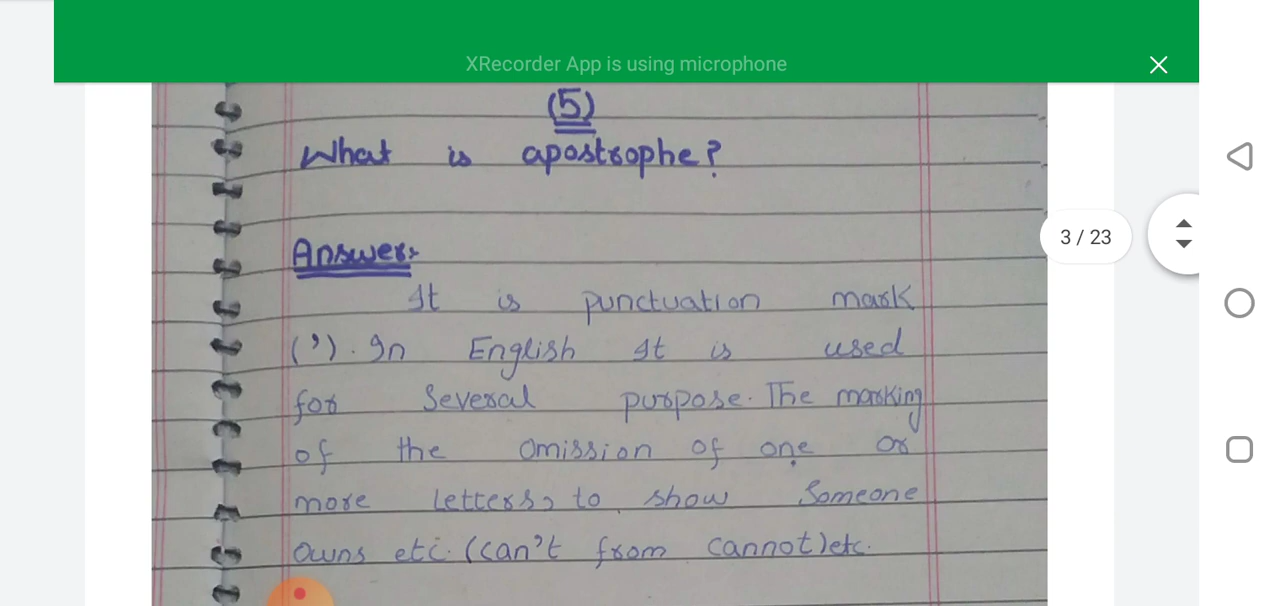 XRecorder App is using microphone
(5)
What is apostrophe?
Answer:
It is punctuation mark
('). In English It is used
for Several purpose. The marking
of the Omission of one or
more letters, to show Someone
Owns etc. (can't from cannot)etc.
3 / 23